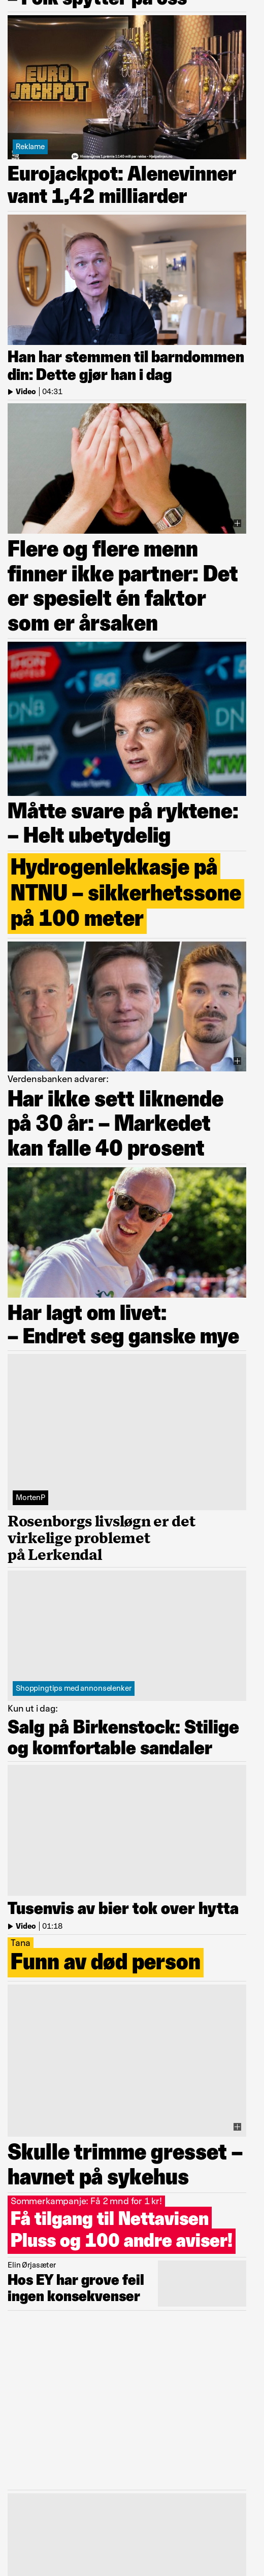 – Folk spytter på oss
EURO
JACKPOT
Reklame
Eurojackpot: Alenevinner
vant 1,42 milliarder
Han har stemmen til barndommen
din: Dette gjør han i dag
Video | 04:31
Flere og flere menn
finner ikke partner: Det
er spesielt én faktor
som er årsaken
THON
HOTELS
5G
DNB
DNB
Norsk Tipping
Måtte svare på ryktene:
– Helt ubetydelig
Hydrogenlekkasje på
NTNU – sikkerhetssone
på 100 meter
Verdensbanken advarer:
Har ikke sett liknende
på 30 år: – Markedet
kan falle 40 prosent
Har lagt om livet:
– Endret seg ganske mye
MortenP
Rosenborgs livsløgn er det
virkelige problemet
på Lerkendal
Shoppingtips med annonselenker
Kun ut i dag:
Salg på Birkenstock: Stilige
og komfortable sandaler
Tusenvis av bier tok over hytta
Video | 01:18
Tana
Funn av død person
Skulle trimme gresset –
havnet på sykehus
Sommerkampanje: Få 2 mnd for 1 kr!
Få tilgang til Nettavisen
Pluss og 100 andre aviser!
Elin Ørjasæter
Hos EY har grove feil
ingen konsekvenser